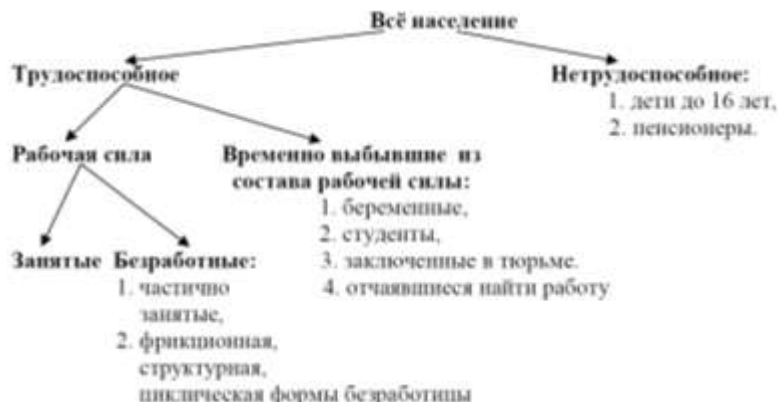 Всё население
Трудоспособное
Нетрудоспособное:
1. дети до 16 лет,
2. пенсионеры.
Рабочая сила
Временно выбывшие из
состава рабочей силы:
1. беременные,
2. студенты,
3. заключенные в тюрьме.
4. отчаявшиеся найти работу
Занятые
Безработные:
1. частично
занятые,
2. фрикционная,
структурная,
циклическая формы безработицы